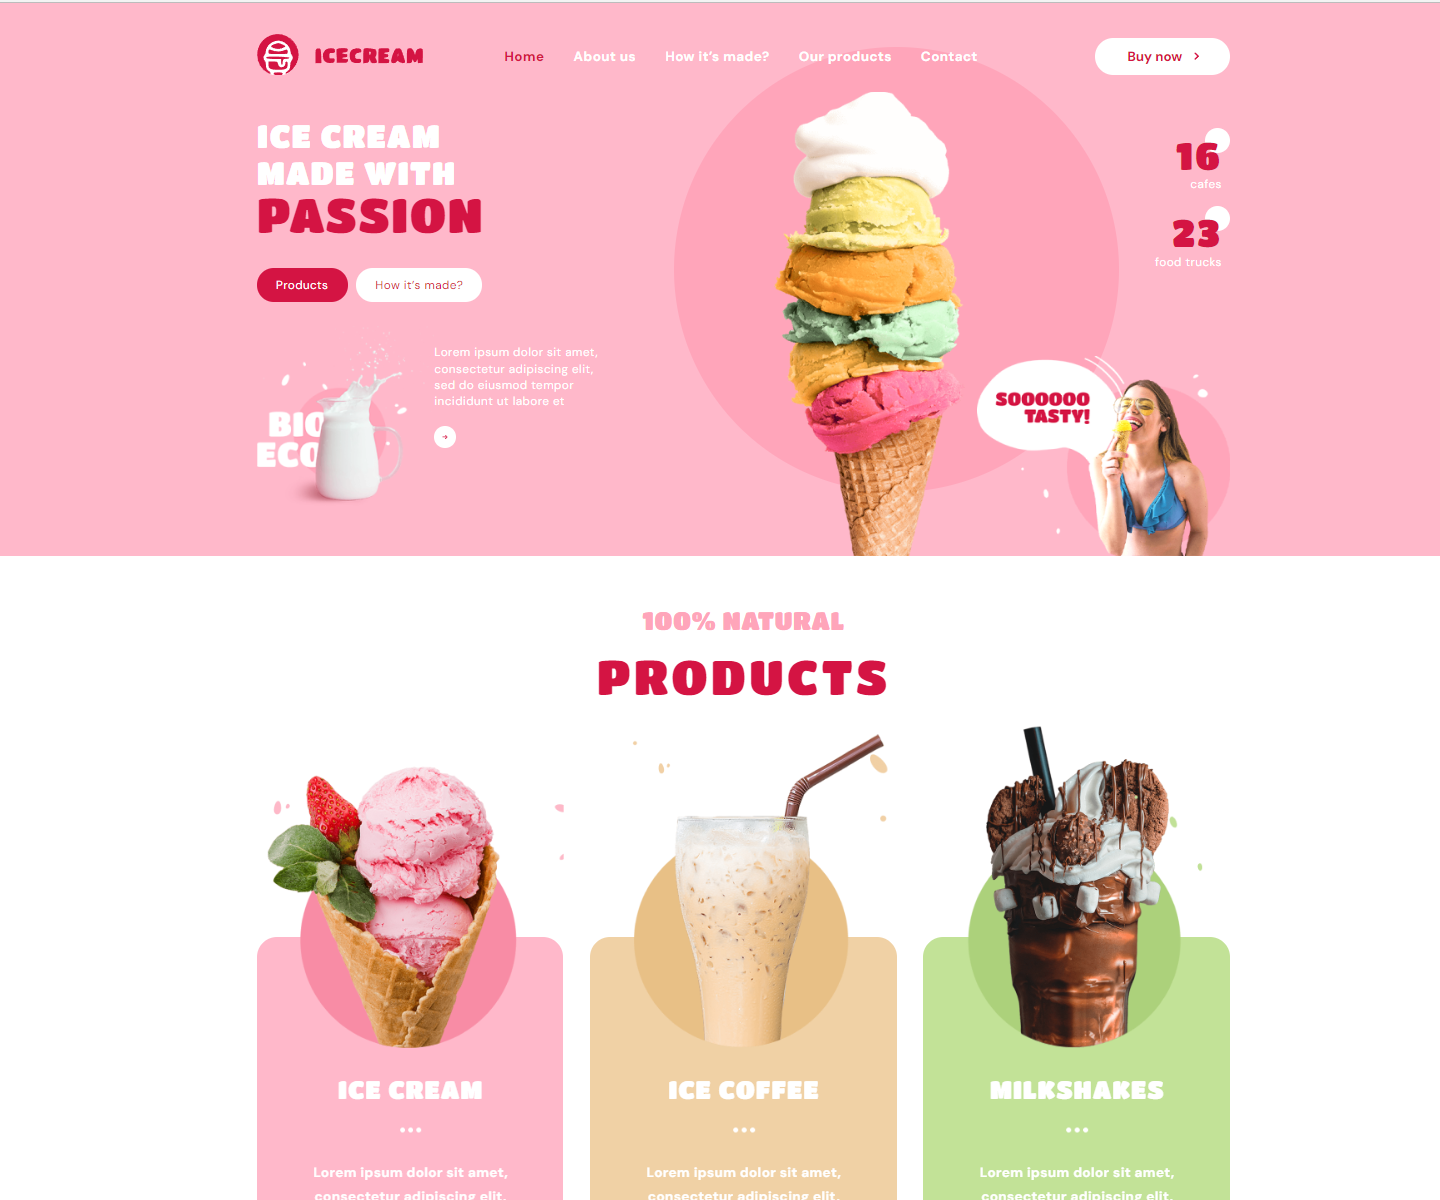 ICECREAM
Home
About us
How it's made?
Our products
Contact
Buy now
ICE CREAM
MADE WITH
PASSION
Products
How it's made?
16
cafes
23
food trucks
Lorem ipsum dolor sit amet,
consectetur adipiscing elit,
sed do eiusmod tempor
incididunt ut labore et
BIO
ECO
SOOOOOO
TASTY!
100% NATURAL
PRODUCTS
ICE CREAM
Lorem ipsum dolor sit amet,
consectetur adipiscing elit,
ICE COFFEE
Lorem ipsum dolor sit amet,
consectetur adipiscing elit,
MILKSHAKES
Lorem ipsum dolor sit amet,
consectetur adipiscing elit,